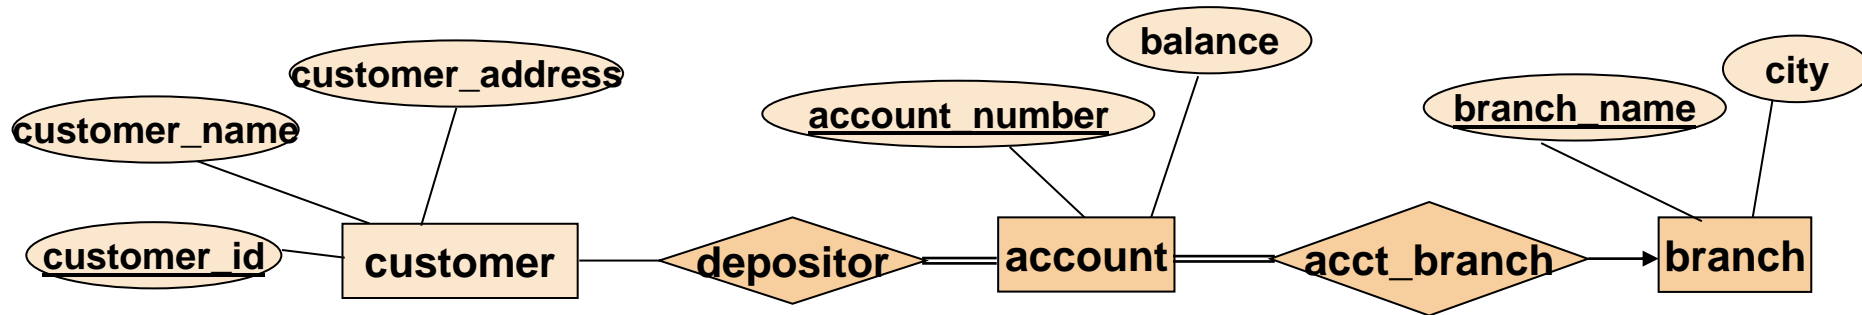 balance
customer_address
city
account_number
branch_name
customer_name
customer_id
customer
depositor
account
acct_branch
branch